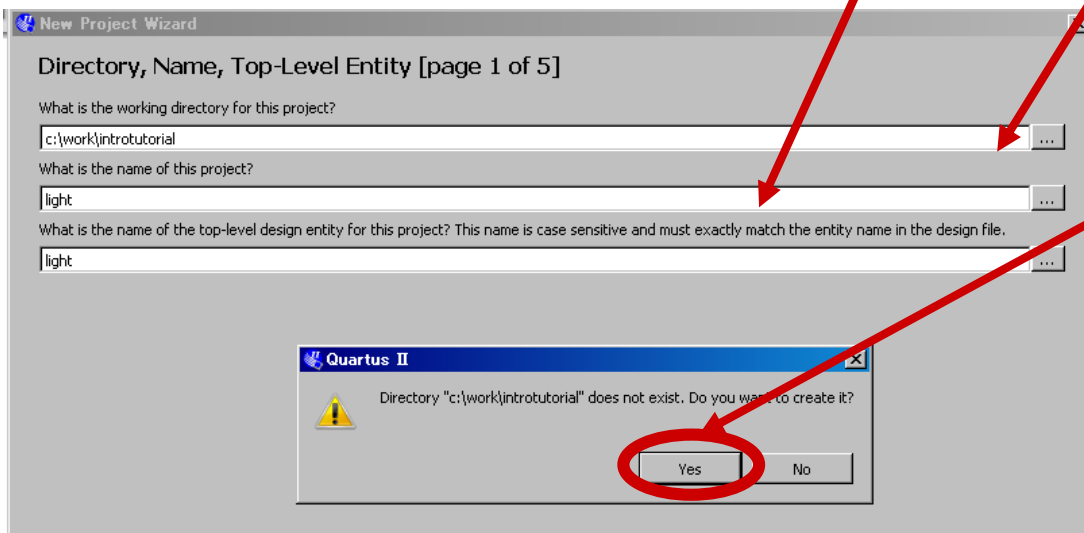 New Project Wizard
Directory, Name, Top-Level Entity [page 1 of 5]
What is the working directory for this project?
c:\work\introtutorial
...
What is the name of this project?
light
...
What is the name of the top-level design entity for this project? This name is case sensitive and must exactly match the entity name in the design file.
light
...
Quartus II
Directory "c:\work\introtutorial" does not exist. Do you want to create it?
Yes No